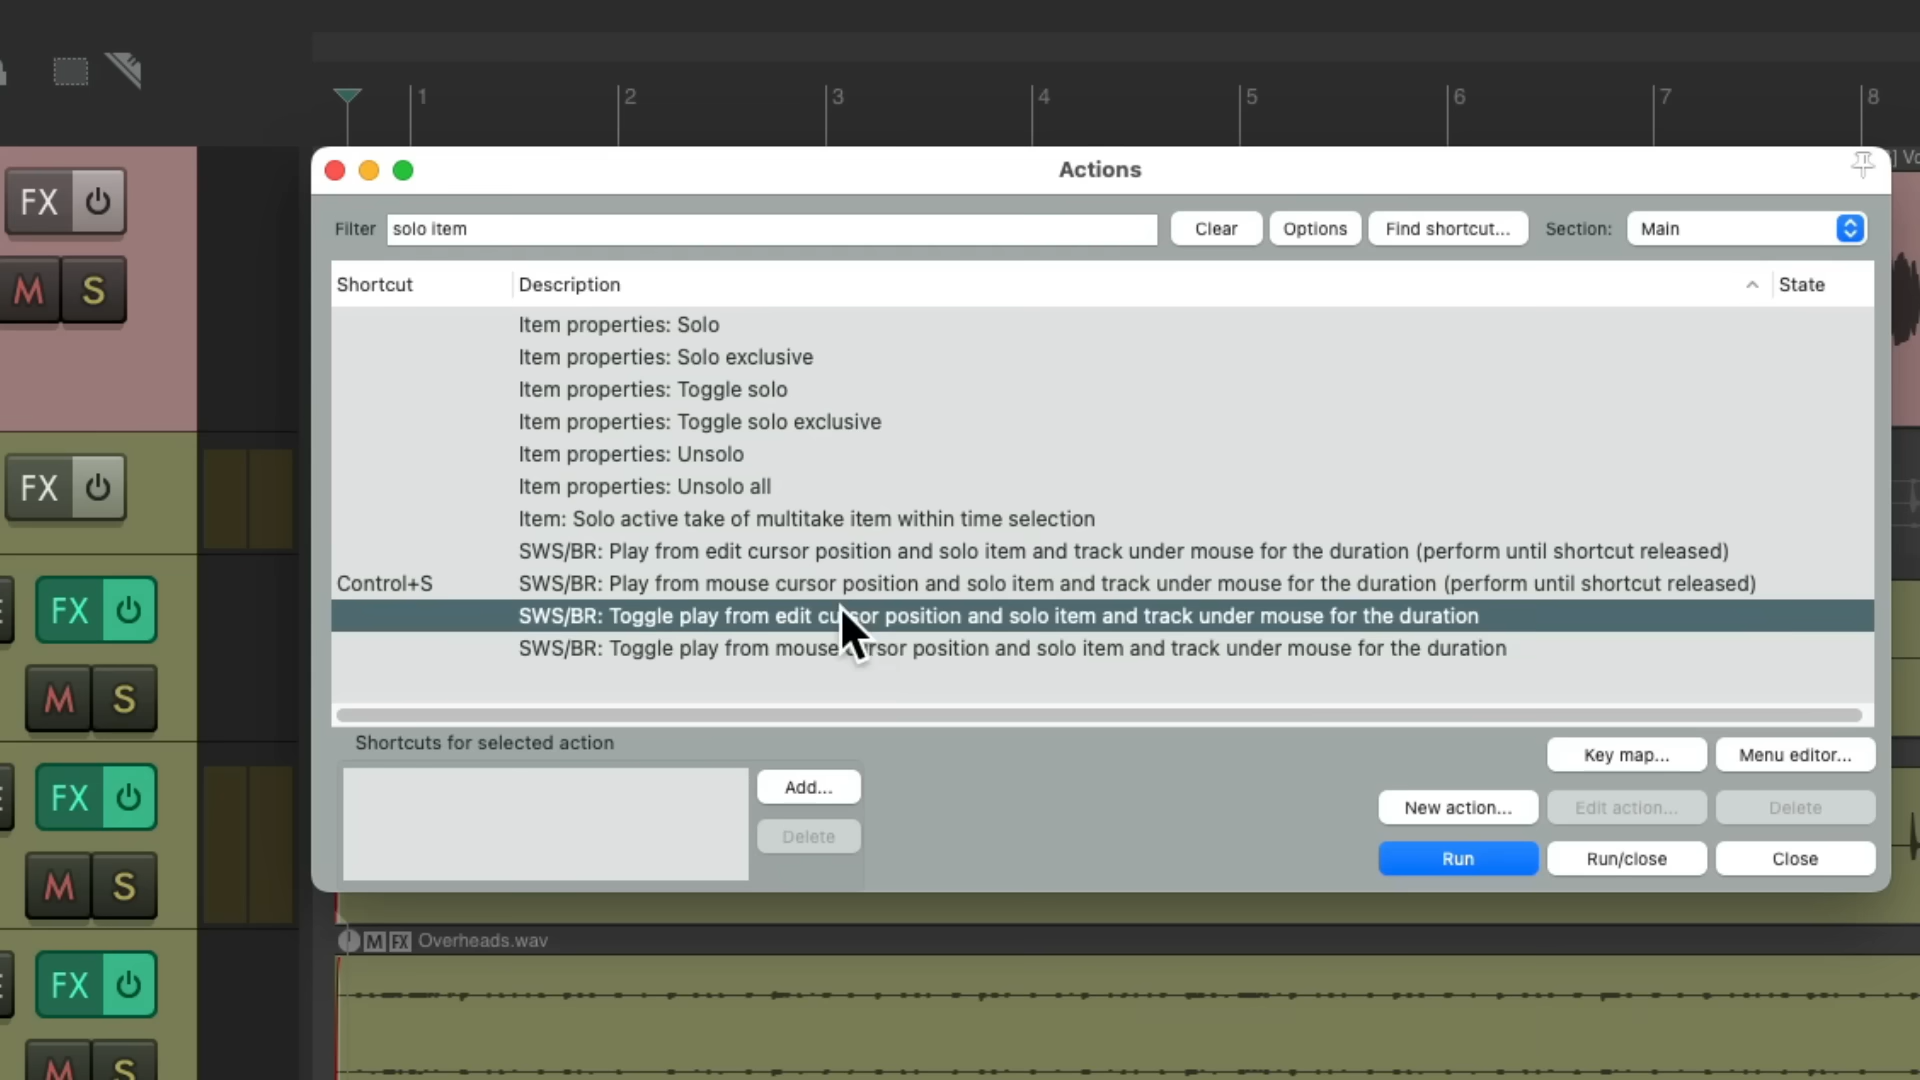 1 2 3 4 5 6 7 8
Actions
Filter solo item Clear Options Find shortcut... Section: Main
Shortcut Description State
Item properties: Solo
Item properties: Solo exclusive
Item properties: Toggle solo
Item properties: Toggle solo exclusive
Item properties: Unsolo
Item properties: Unsolo all
Item: Solo active take of multitake item within time selection
SWS/BR: Play from edit cursor position and solo item and track under mouse for the duration (perform until shortcut released)
Control+S SWS/BR: Play from mouse cursor position and solo item and track under mouse for the duration (perform until shortcut released)
SWS/BR: Toggle play from edit cursor position and solo item and track under mouse for the duration
SWS/BR: Toggle play from mouse cursor position and solo item and track under mouse for the duration
Shortcuts for selected action
Add...
Delete
Key map... Menu editor...
New action... Edit action... Delete
Run Run/close Close
FX
M S
FX
FX
M S
FX
M S
FX
M S
M FX Overheads.wav